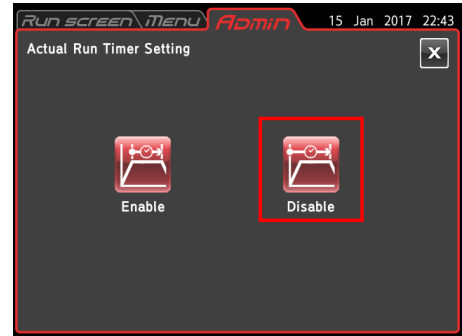 Run screen Menu Admin 15 Jan 2017 22:43
Actual Run Timer Setting X
Enable Disable